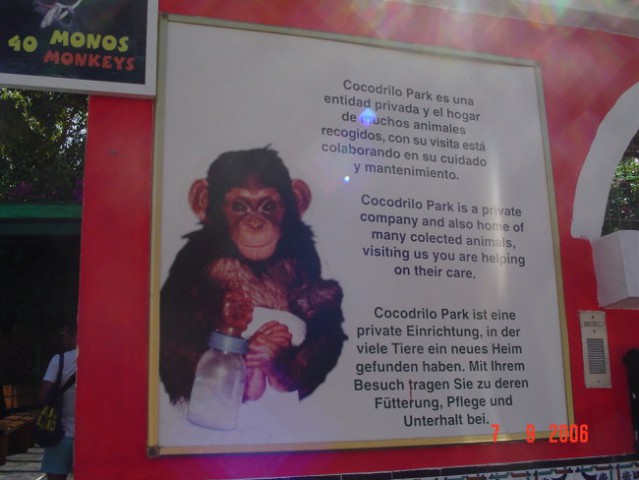 40 MONOS
MONKEYS
Cocodrilo Park es una
entidad privada y el hogar
de muchos animales
recogidos, con su visita está
colaborando en su cuidado
y mantenimiento.
Cocodrilo Park is a private
company and also home of
many colected animals,
visiting us you are helping
on their care.
Cocodrilo Park ist eine
private Einrichtung, in der
viele Tiere ein neues Heim
gefunden haben. Mit Ihrem
Besuch tragen Sie zu deren
Fütterung, Pflege und
Unterhalt bei.
7 9 2006